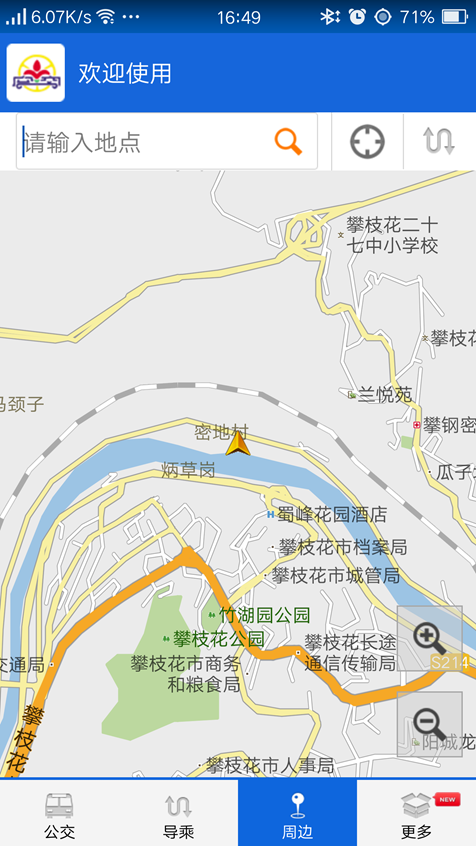 6.07K/s
16:49
71%
欢迎使用
请输入地点
攀枝花二十
七中小学校
攀枝花
兰悦苑
马颈子
攀钢密
密地村
瓜子
炳草岗
蜀峰花园酒店
攀枝花市档案局
攀枝花市城管局
竹湖园公园
攀枝花公园
攀枝花长途
通信传输局
攀枝花市商务
和粮食局
交通局
S214
攀枝花
阳城龙
攀枝花市人事局
公交
导乘
周边
NEW
更多